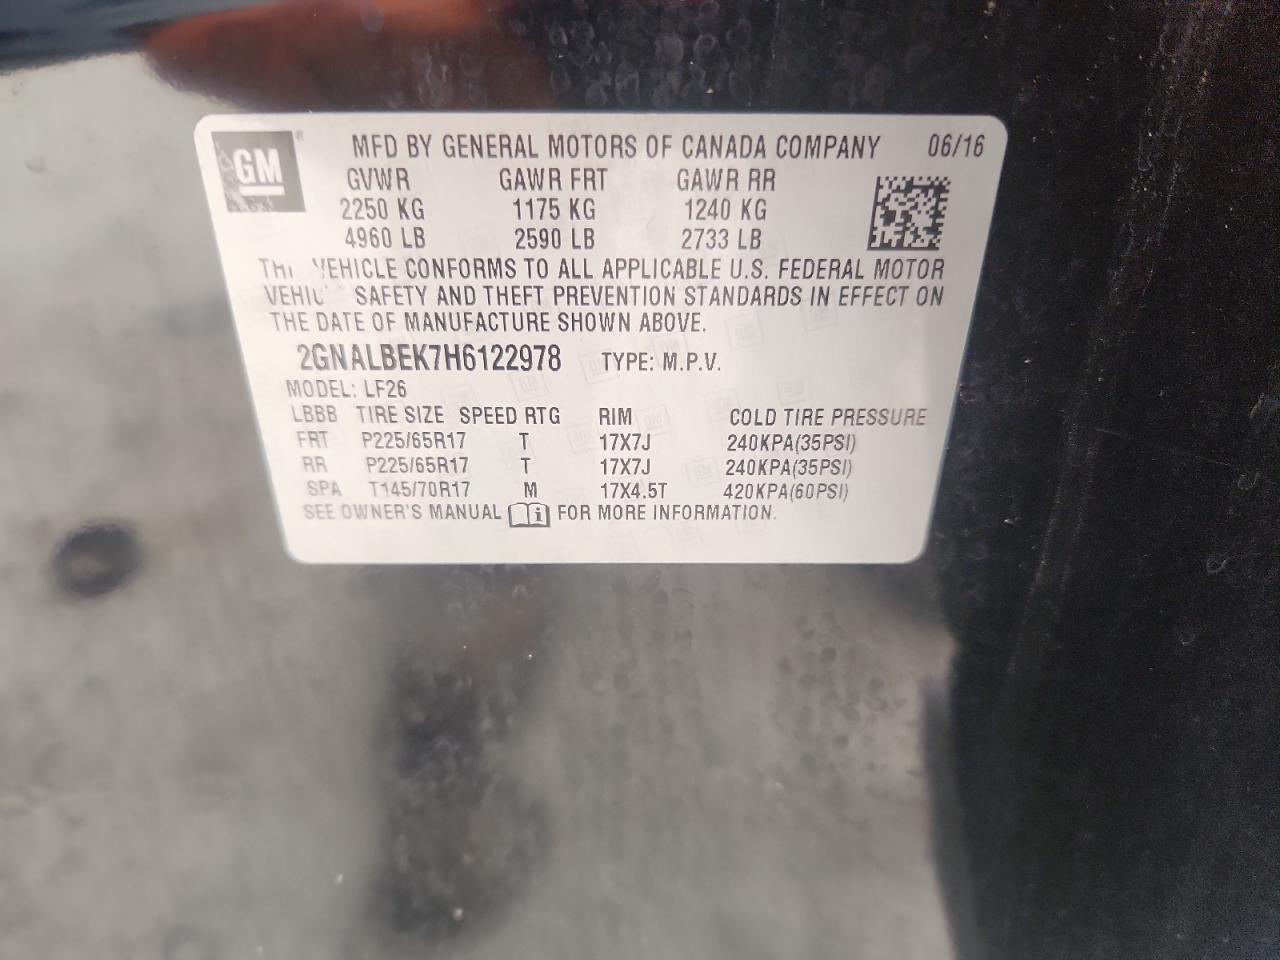 GM
MFD BY GENERAL MOTORS OF CANADA COMPANY 06/16
GVWR GAWR FRT GAWR RR
2250 KG 1175 KG 1240 KG
4960 LB 2590 LB 2733 LB
VEHICLE CONFORMS TO ALL APPLICABLE U.S. FEDERAL MOTOR
SAFETY AND THEFT PREVENTION STANDARDS IN EFFECT ON
THE DATE OF MANUFACTURE SHOWN ABOVE.
2GNALBEK7H6122978 TYPE: M.P.V.
MODEL: LF26
LBBB TIRE SIZE SPEED RTG RIM COLD TIRE PRESSURE
FRT P225/65R17 T 17X7J 240KPA(35PSI)
RR P225/65R17 T 17X7J 240KPA(35PSI)
SPA T145/70R17 M 17X4.5T 420KPA(60PSI)
SEE OWNER'S MANUAL i FOR MORE INFORMATION.